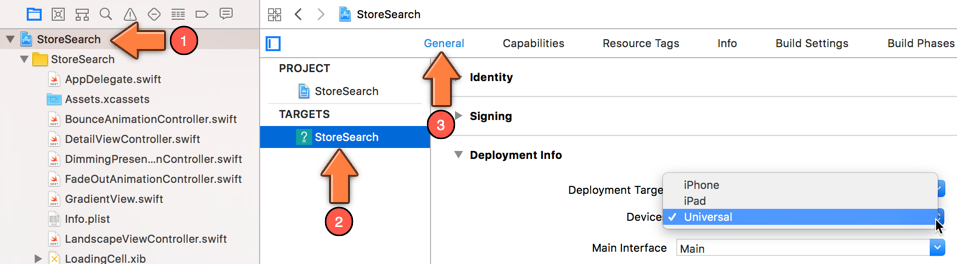 StoreSearch
StoreSearch
AppDelegate.swift
Assets.xcassets
BounceAnimationController.swift
DetailViewController.swift
DimmingPresen...nController.swift
FadeOutAnimationController.swift
GradientView.swift
Info.plist
LandscapeViewController.swift
LoadingCell.xib
1
StoreSearch
General Capabilities Resource Tags Info Build Settings Build Phases
PROJECT
StoreSearch
TARGETS
? StoreSearch
2
3
Identity
Signing
Deployment Info
Deployment Targe
Device
iPhone
iPad
✓ Universal
Main Interface Main